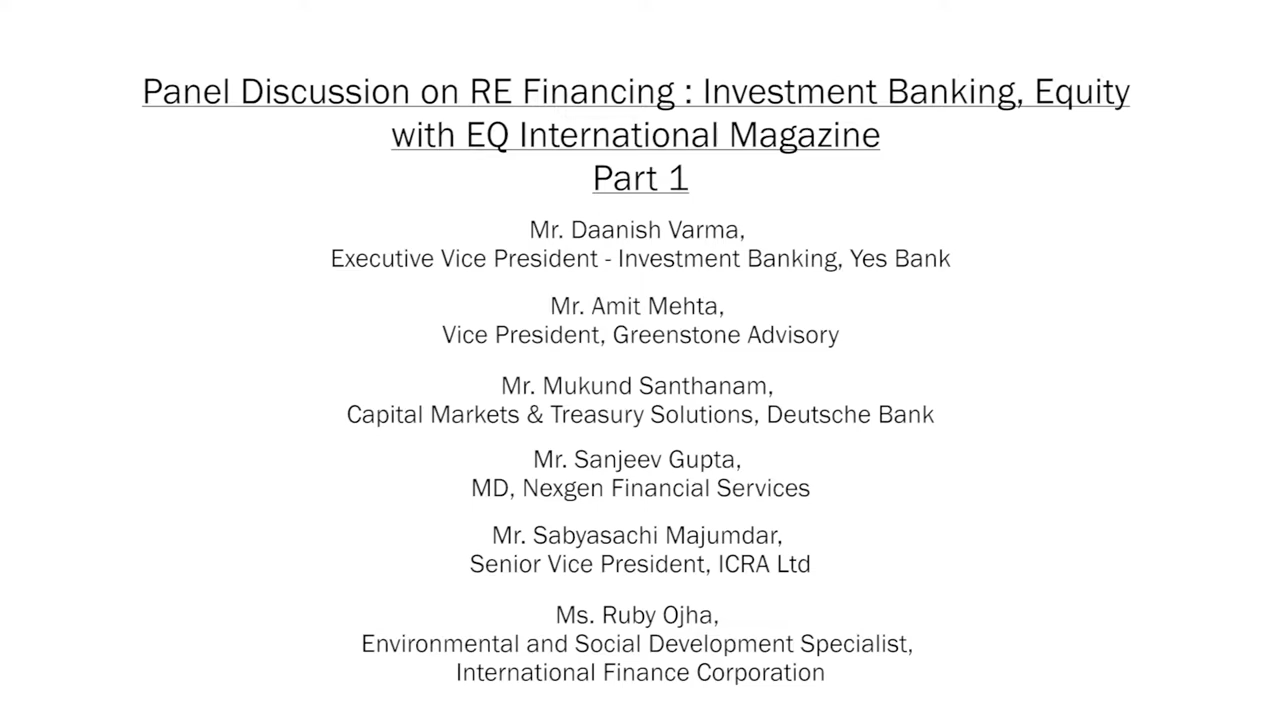 Panel Discussion on RE Financing : Investment Banking, Equity
with EQ International Magazine
Part 1
Mr. Daanish Varma,
Executive Vice President - Investment Banking, Yes Bank
Mr. Amit Mehta,
Vice President, Greenstone Advisory
Mr. Mukund Santhanam,
Capital Markets & Treasury Solutions, Deutsche Bank
Mr. Sanjeev Gupta,
MD, Nexgen Financial Services
Mr. Sabyasachi Majumdar,
Senior Vice President, ICRA Ltd
Ms. Ruby Ojha,
Environmental and Social Development Specialist,
International Finance Corporation